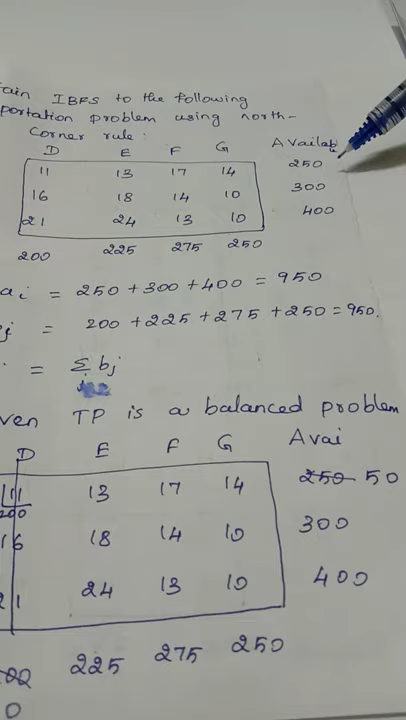 tain IBFS to the following
portation problem using north-
Corner rule:
D E F G Availab
11 13 17 14 250
16 18 14 10 300
21 24 13 10 400
200 225 275 250
ai = 250 + 300 + 400 = 950
bj = 200 + 225 + 275 + 250 = 950.
= Σ bj
ven TP is a balanced problem
D E F G Avai
11 13 17 14 250 50
200
16 18 14 10 300
21 24 13 10 400
225 275 250
0